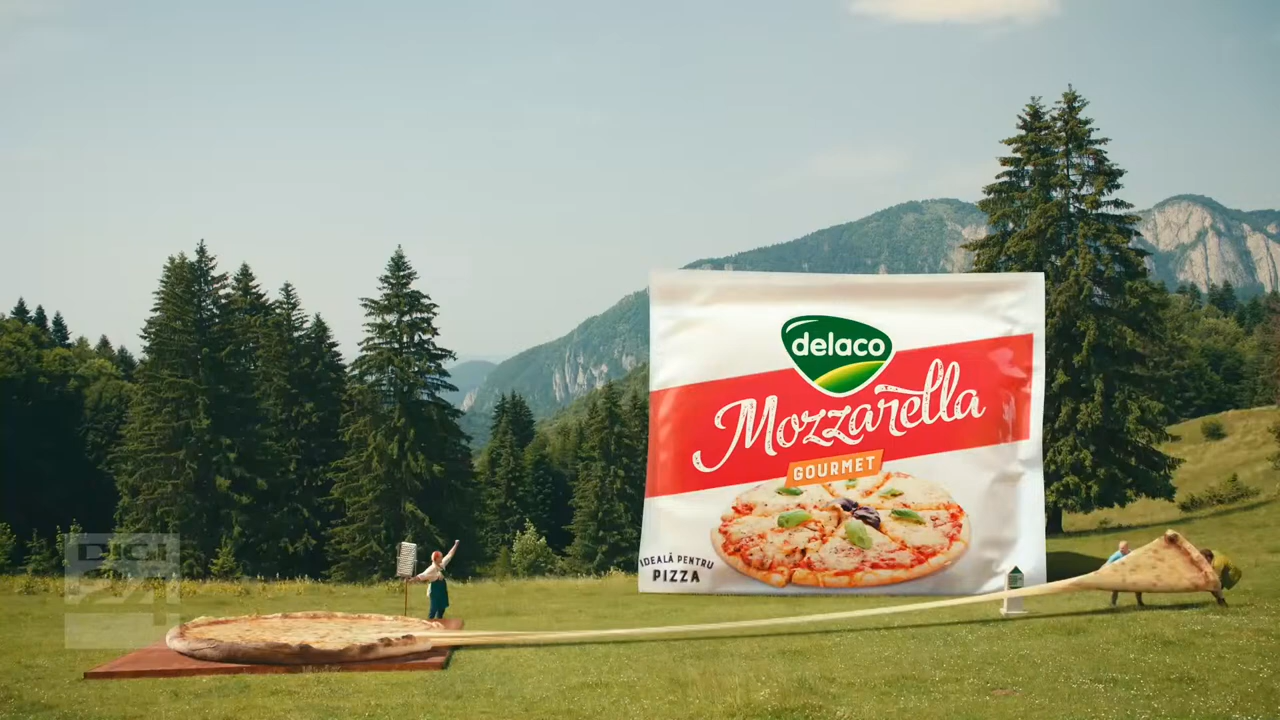 delaco
Mozzarella
GOURMET
IDEALĂ PENTRU
PIZZA
DIGI
24